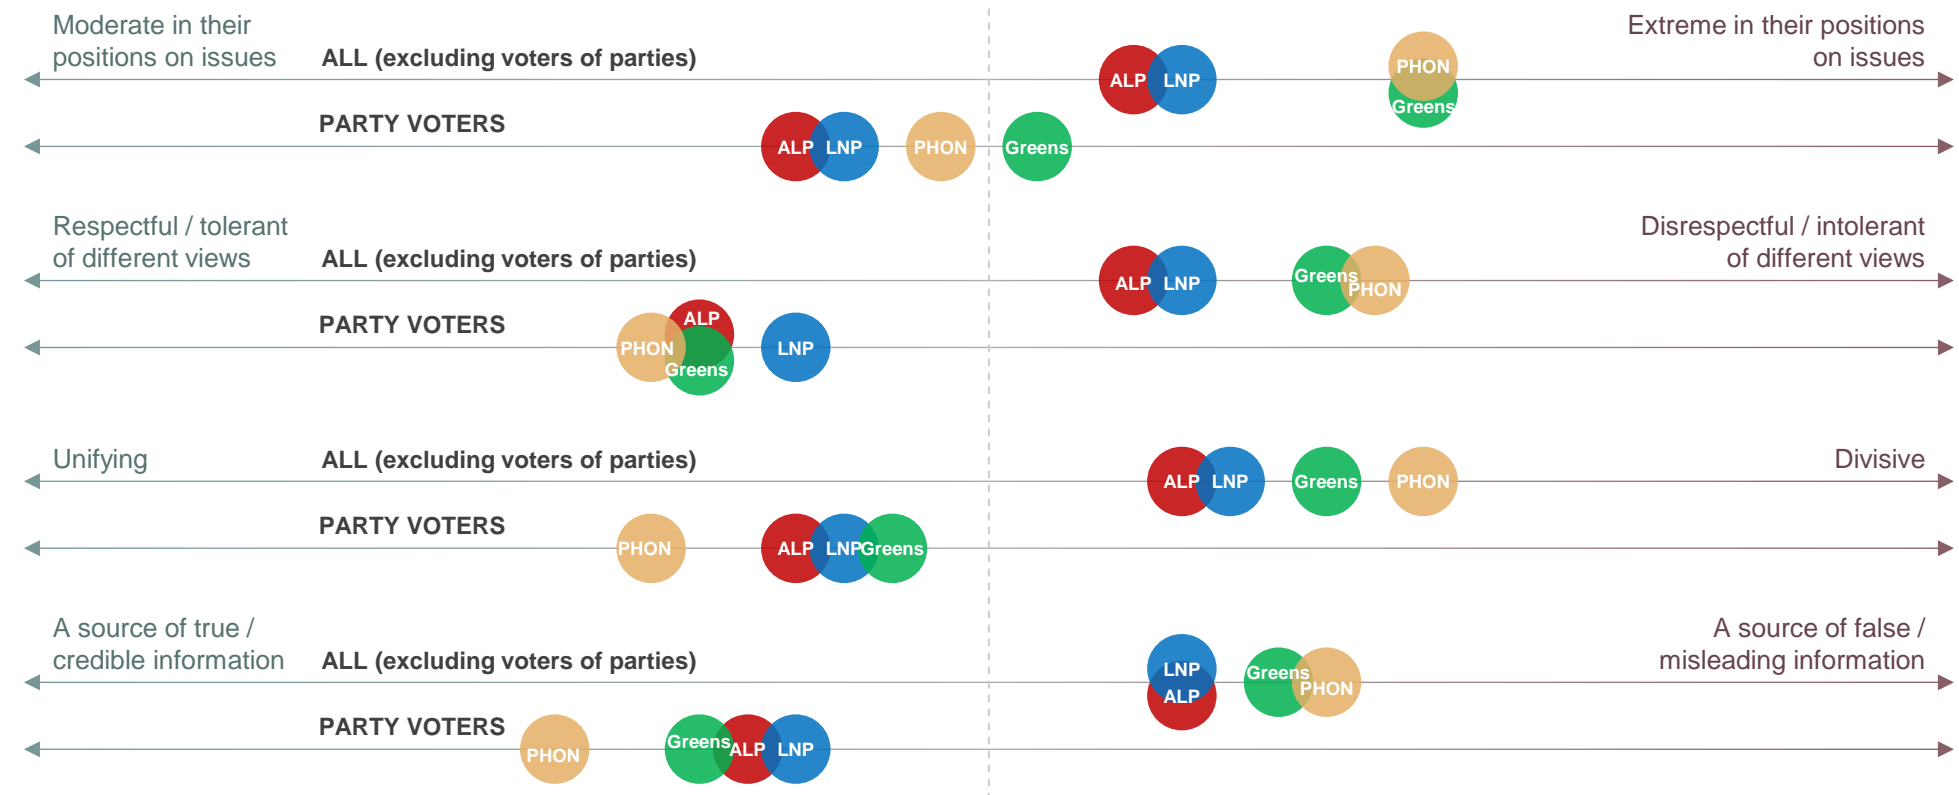 Moderate in their
positions on issues
ALL (excluding voters of parties)
ALP LNP
PHON
Greens
Extreme in their positions
on issues
PARTY VOTERS
ALP LNP PHON Greens
Respectful / tolerant
of different views
ALL (excluding voters of parties)
ALP LNP Greens PHON
Disrespectful / intolerant
of different views
PARTY VOTERS
PHON ALP Greens LNP
Unifying
ALL (excluding voters of parties)
ALP LNP Greens PHON
Divisive
PARTY VOTERS
PHON ALP LNP Greens
A source of true /
credible information
ALL (excluding voters of parties)
LNP
ALP
Greens PHON
A source of false /
misleading information
PARTY VOTERS
PHON Greens ALP LNP